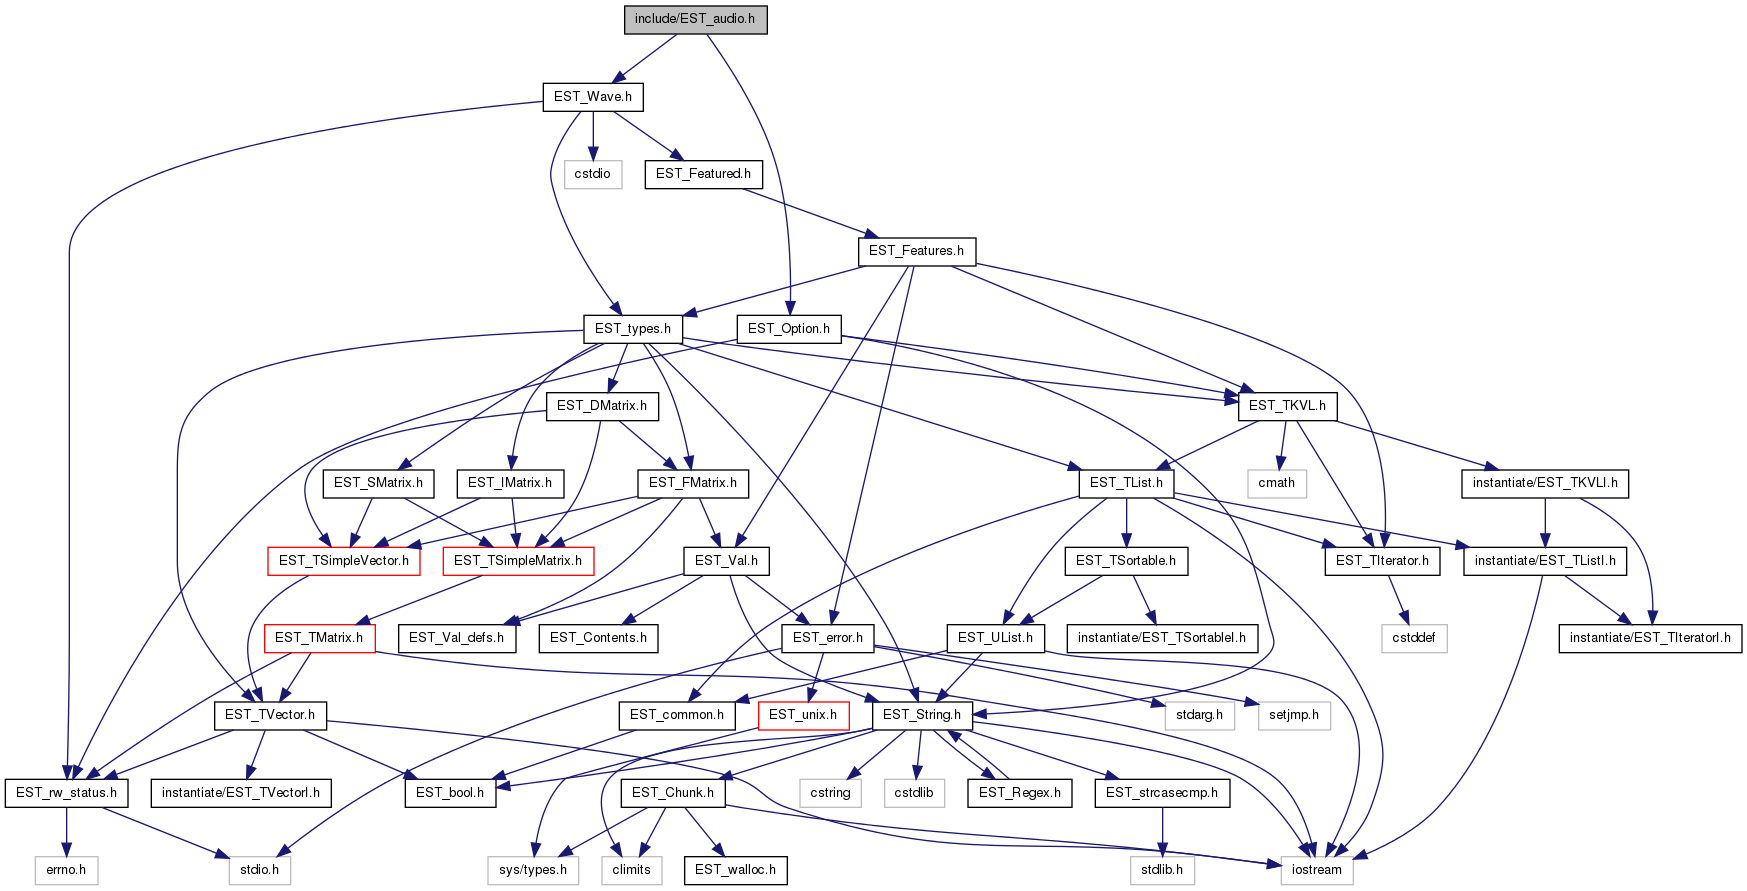 include/EST_audio.h
EST_Wave.h
cstdio
EST_Featured.h
EST_Features.h
EST_types.h
EST_Option.h
EST_DMatrix.h
EST_TKVL.h
EST_SMatrix.h
EST_IMatrix.h
EST_FMatrix.h
EST_TList.h
cmath
instantiate/EST_TKVLI.h
EST_TSimpleVector.h
EST_TSimpleMatrix.h
EST_Val.h
EST_TSortable.h
EST_TIterator.h
instantiate/EST_TListI.h
EST_TMatrix.h
EST_Val_defs.h
EST_Contents.h
EST_error.h
EST_UList.h
instantiate/EST_TSortableI.h
cstddef
instantiate/EST_TIteratorI.h
EST_TVector.h
EST_common.h
EST_unix.h
EST_String.h
stdarg.h
setjmp.h
EST_rw_status.h
instantiate/EST_TVectorI.h
EST_bool.h
EST_Chunk.h
cstring
cstdlib
EST_Regex.h
EST_strcasecmp.h
errno.h
stdio.h
sys/types.h
climits
EST_walloc.h
stdlib.h
iostream